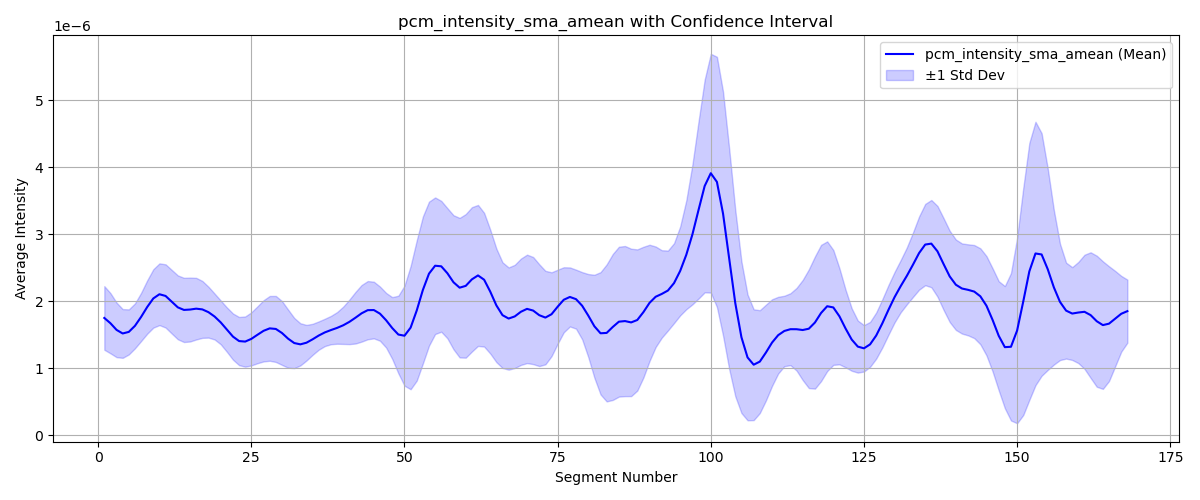 pcm_intensity_sma_amean with Confidence Interval
1e−6
pcm_intensity_sma_amean (Mean)
±1 Std Dev
Average Intensity
5
4
3
2
1
0
0 25 50 75 100 125 150 175
Segment Number